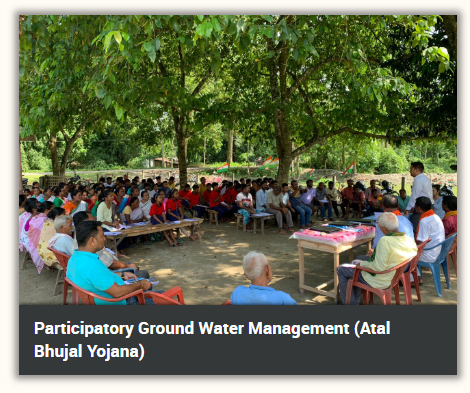 Participatory Ground Water Management (Atal
Bhujal Yojana)